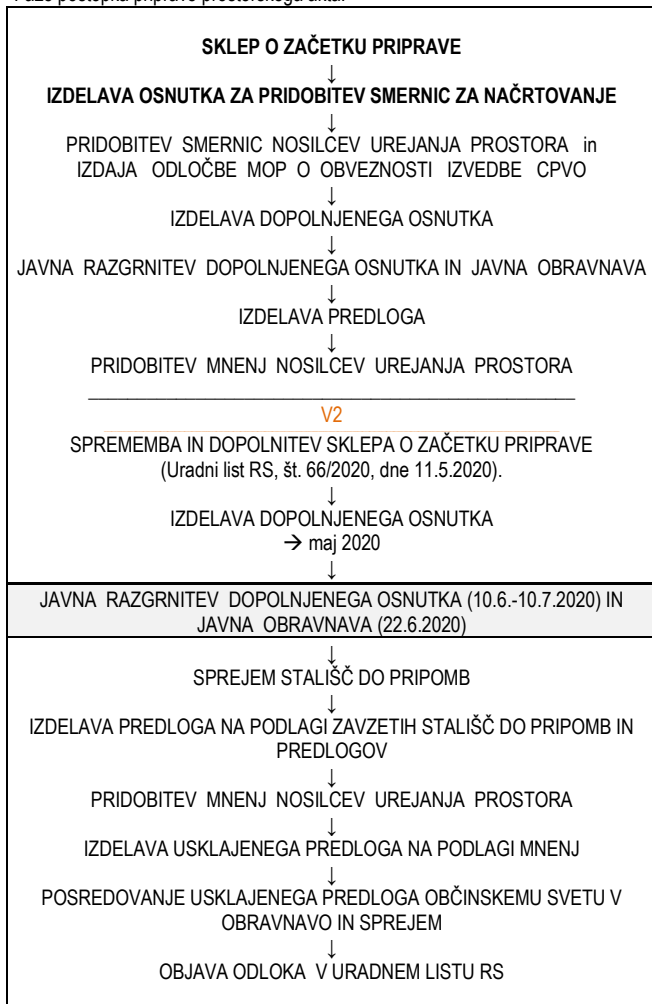 Faze postopka priprave prostorskega akta:
SKLEP O ZAČETKU PRIPRAVE
↓
IZDELAVA OSNUTKA ZA PRIDOBITEV SMERNIC ZA NAČRTOVANJE
↓
PRIDOBITEV SMERNIC NOSILCEV UREJANJA PROSTORA in
IZDAJA ODLOČBE MOP O OBVEZNOSTI IZVEDBE CPVO
↓
IZDELAVA DOPOLNJENEGA OSNUTKA
↓
JAVNA RAZGRNITEV DOPOLNJENEGA OSNUTKA IN JAVNA OBRAVNAVA
↓
IZDELAVA PREDLOGA
↓
PRIDOBITEV MNENJ NOSILCEV UREJANJA PROSTORA
V2
SPREMEMBA IN DOPOLNITEV SKLEPA O ZAČETKU PRIPRAVE
(Uradni list RS, št. 66/2020, dne 11.5.2020).
↓
IZDELAVA DOPOLNJENEGA OSNUTKA
→ maj 2020
↓
JAVNA RAZGRNITEV DOPOLNJENEGA OSNUTKA (10.6.-10.7.2020) IN
JAVNA OBRAVNAVA (22.6.2020)
↓
SPREJEM STALIŠČ DO PRIPOMB
↓
IZDELAVA PREDLOGA NA PODLAGI ZAVZETIH STALIŠČ DO PRIPOMB IN
PREDLOGOV
↓
PRIDOBITEV MNENJ NOSILCEV UREJANJA PROSTORA
↓
IZDELAVA USKLAJENEGA PREDLOGA NA PODLAGI MNENJ
↓
POSREDOVANJE USKLAJENEGA PREDLOGA OBČINSKEMU SVETU V
OBRAVNAVO IN SPREJEM
↓
OBJAVA ODLOKA V URADNEM LISTU RS